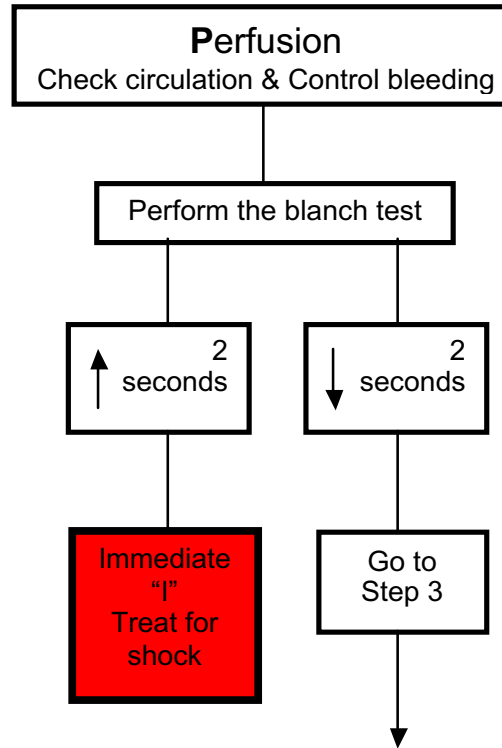 Perfusion
Check circulation & Control bleeding
Perform the blanch test
2
seconds
2
seconds
Immediate
“I”
Treat for
shock
Go to
Step 3